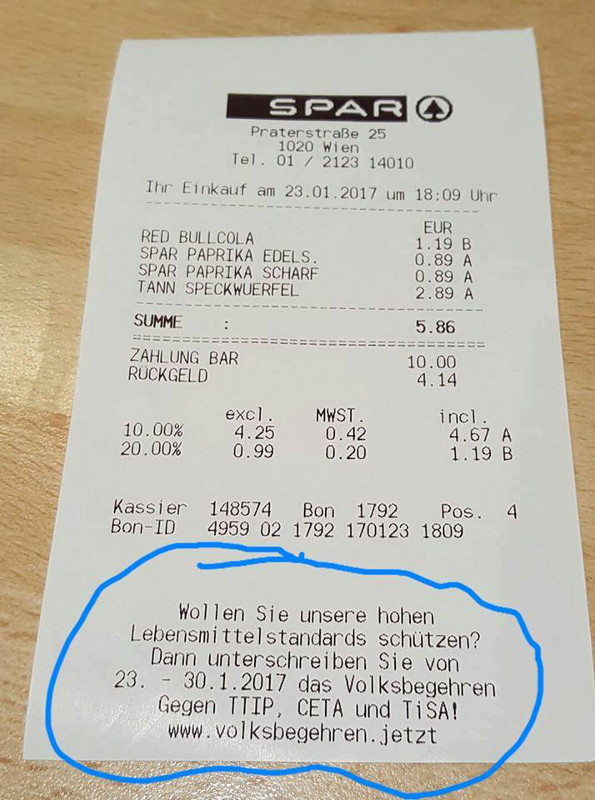 SPAR
Praterstraße 25
1020 Wien
Tel. 01 / 2123 14010
Ihr Einkauf am 23.01.2017 um 18:09 Uhr
EUR
RED BULLCOLA 1.19 B
SPAR PAPRIKA EDELS. 0.89 A
SPAR PAPRIKA SCHARF 0.89 A
TANN SPECKWUERFEL 2.89 A
SUMME : 5.86
ZAHLUNG BAR 10.00
RÜCKGELD 4.14
excl. MWST. incl.
10.00% 4.25 0.42 4.67 A
20.00% 0.99 0.20 1.19 B
Kassier 148574 Bon 1792 Pos. 4
Bon-ID 4959 02 1792 170123 1809
Wollen Sie unsere hohen
Lebensmittelstandards schützen?
Dann unterschreiben Sie von
23. - 30.1.2017 das Volksbegehren
Gegen TTIP, CETA und TiSA!
www.volksbegehren.jetzt